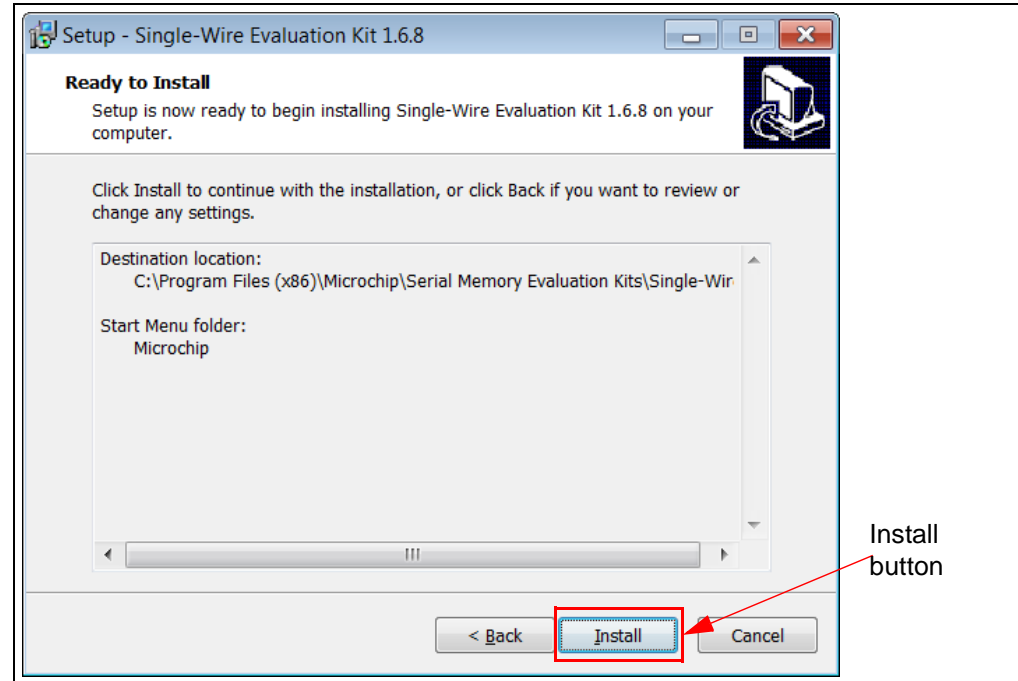 Setup - Single-Wire Evaluation Kit 1.6.8
Ready to Install
Setup is now ready to begin installing Single-Wire Evaluation Kit 1.6.8 on your
computer.
Click Install to continue with the installation, or click Back if you want to review or
change any settings.
Destination location:
C:\Program Files (x86)\Microchip\Serial Memory Evaluation Kits\Single-Wir
Start Menu folder:
Microchip
Install
button
< Back
Install
Cancel